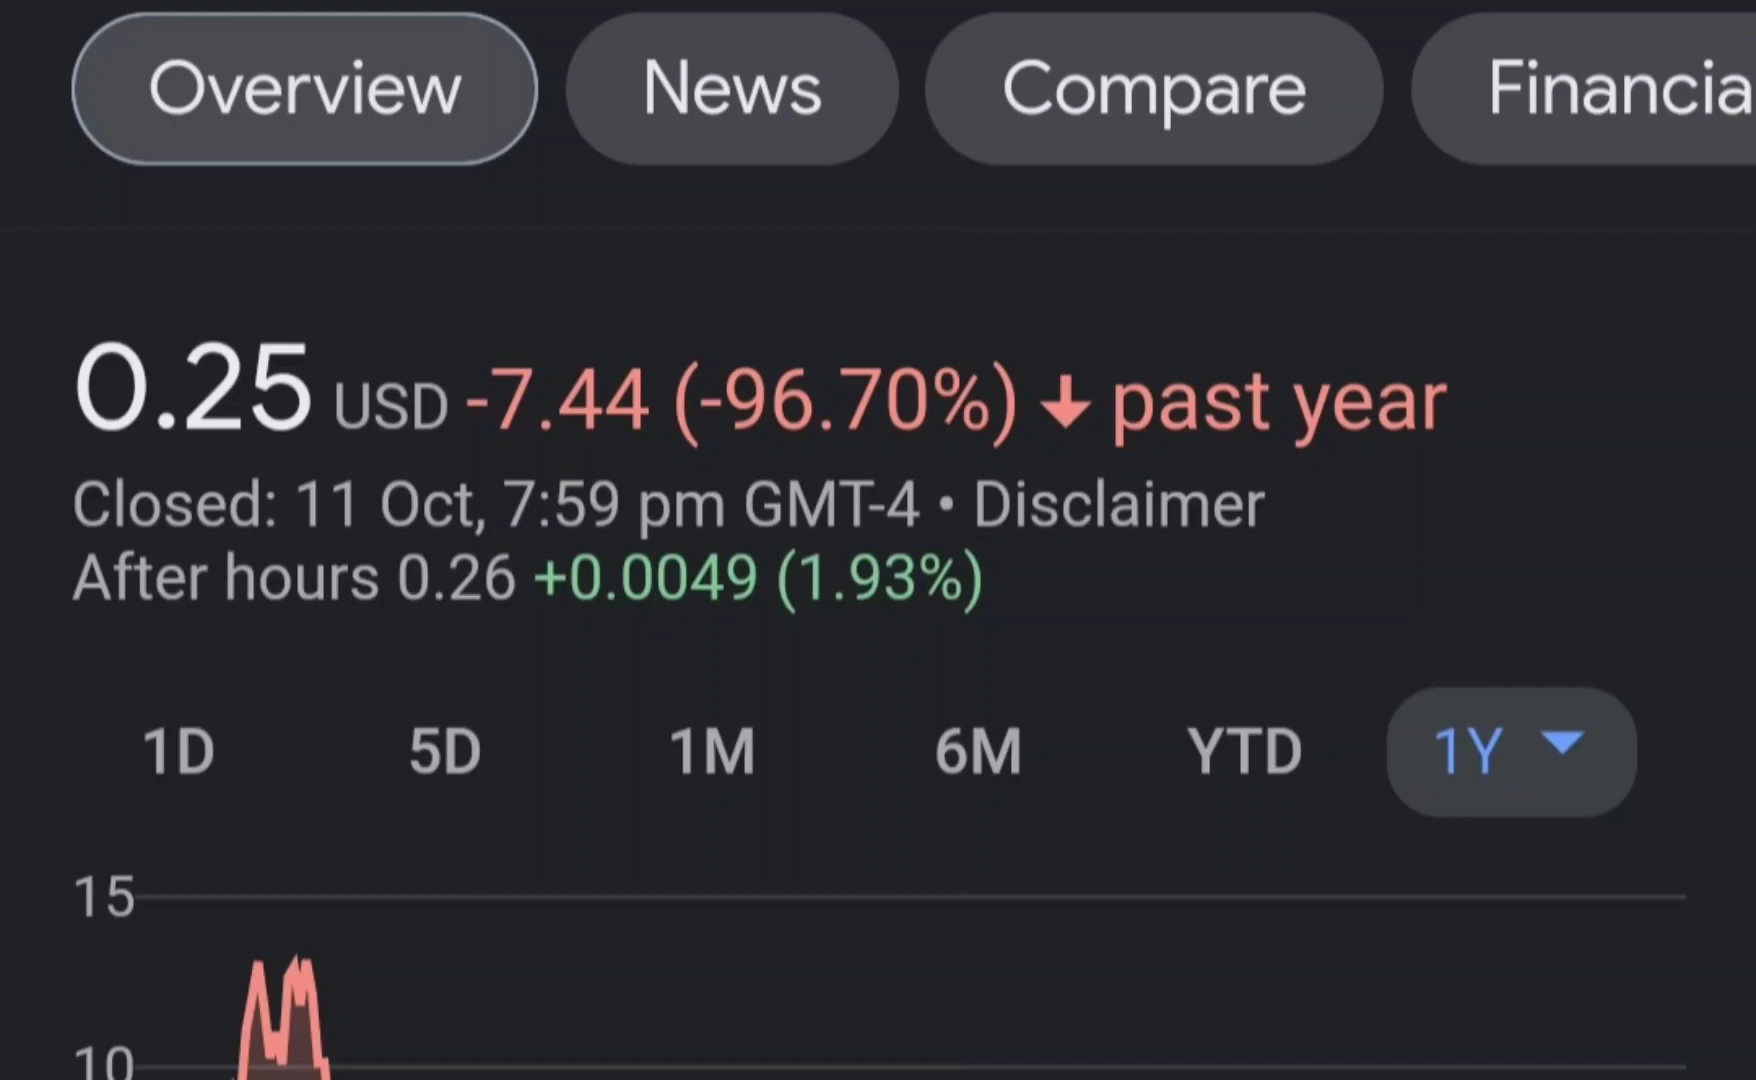 Overview News Compare Financia
0.25 USD -7.44 (-96.70%) ↓ past year
Closed: 11 Oct, 7:59 pm GMT-4 • Disclaimer
After hours 0.26 +0.0049 (1.93%)
1D 5D 1M 6M YTD 1Y
15
10